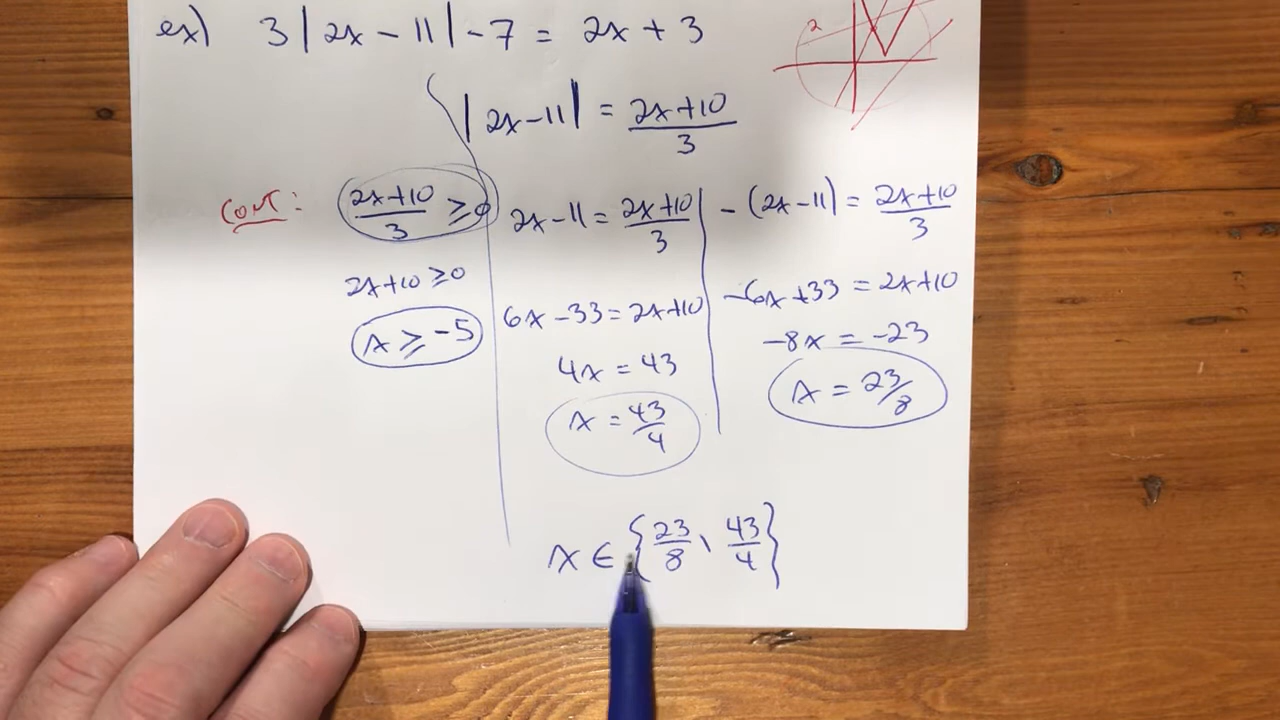 ex) 3|2x - 11| - 7 = 2x + 3
2
|2x - 11| = (2x+10)/3
Cont:
(2x+10)/3 ≥ 0
2x+10 ≥ 0
x ≥ -5
2x - 11 = (2x+10)/3
6x - 33 = 2x+10
4x = 43
x = 43/4
-(2x - 11) = (2x+10)/3
-6x + 33 = 2x+10
-8x = -23
x = 23/8
x ∈ {23/8, 43/4}